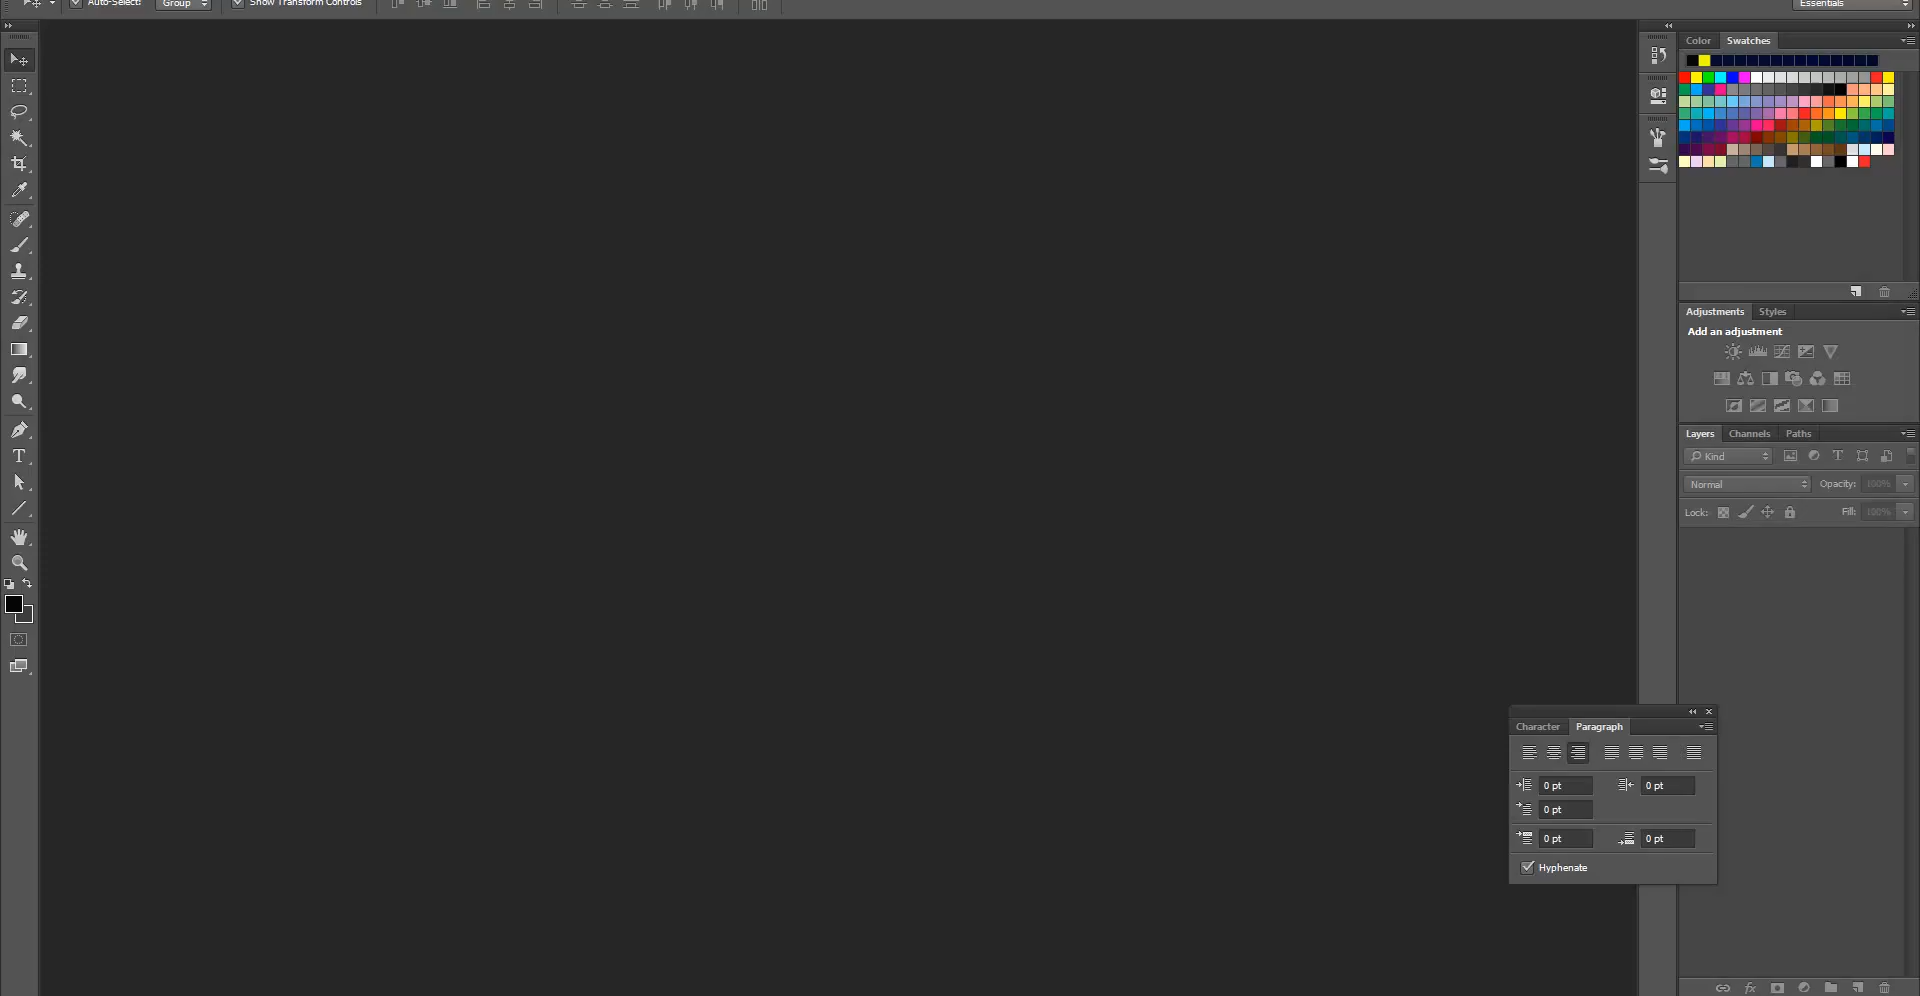 Auto-Select: Group Show Transform Controls Essentials
Color Swatches
Adjustments Styles
Add an adjustment
Layers Channels Paths
Kind
Normal Opacity: 100%
Lock: Fill: 100%
Character Paragraph
0 pt 0 pt
0 pt
0 pt 0 pt
Hyphenate
T
fx